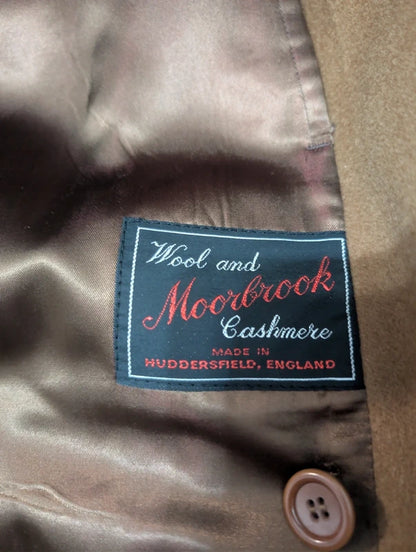 Wool and
Moorbrook
Cashmere
MADE IN
HUDDERSFIELD, ENGLAND